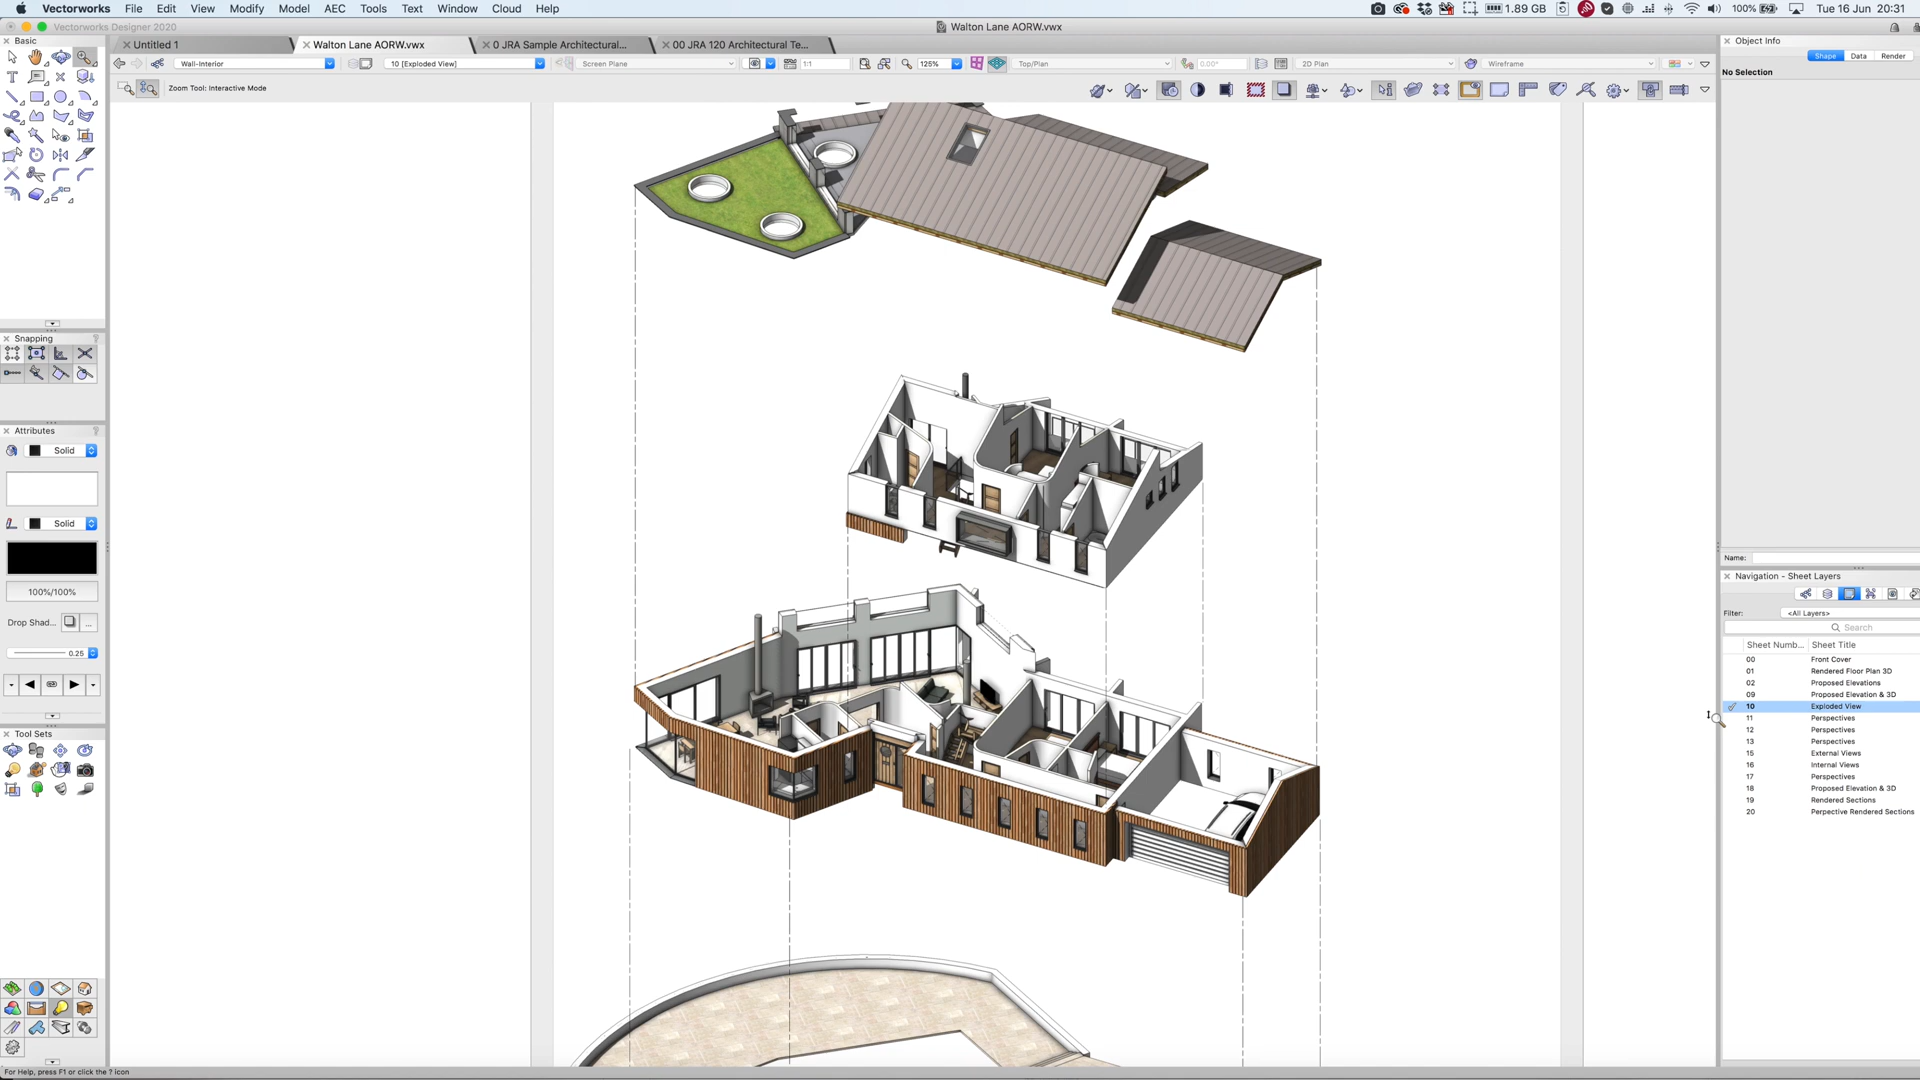 Vectorworks File Edit View Modify Model AEC Tools Text Window Cloud Help 1.89 GB 100% Tue 16 Jun 20:31
Vectorworks Designer 2020 Walton Lane AORW.vwx
Basic
Untitled 1 Walton Lane AORW.vwx 0 JRA Sample Architectural... 00 JRA 120 Architectural Te...
Wall-Interior 10 [Exploded View] Screen Plane 1:1 125% Top/Plan 0.00° 2D Plan Wireframe
Zoom Tool: Interactive Mode
Object Info
Shape Data Render
No Selection
Snapping
Attributes
Solid
Solid
100%/100%
Drop Shad... ...
0.25
Tool Sets
Name:
Navigation - Sheet Layers
Filter: <All Layers>
Search
Sheet Numb... Sheet Title
00 Front Cover
01 Rendered Floor Plan 3D
02 Proposed Elevations
09 Proposed Elevation & 3D
10 Exploded View
11 Perspectives
12 Perspectives
13 Perspectives
15 External Views
16 Internal Views
17 Perspectives
18 Proposed Elevation & 3D
19 Rendered Sections
20 Perpective Rendered Sections
For Help, press F1 or click the ? icon